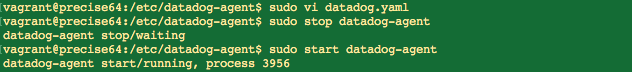 [vagrant@precise64:/etc/datadog-agent$ sudo vi datadog.yaml
[vagrant@precise64:/etc/datadog-agent$ sudo stop datadog-agent
datadog-agent stop/waiting
[vagrant@precise64:/etc/datadog-agent$ sudo start datadog-agent
datadog-agent start/running, process 3956